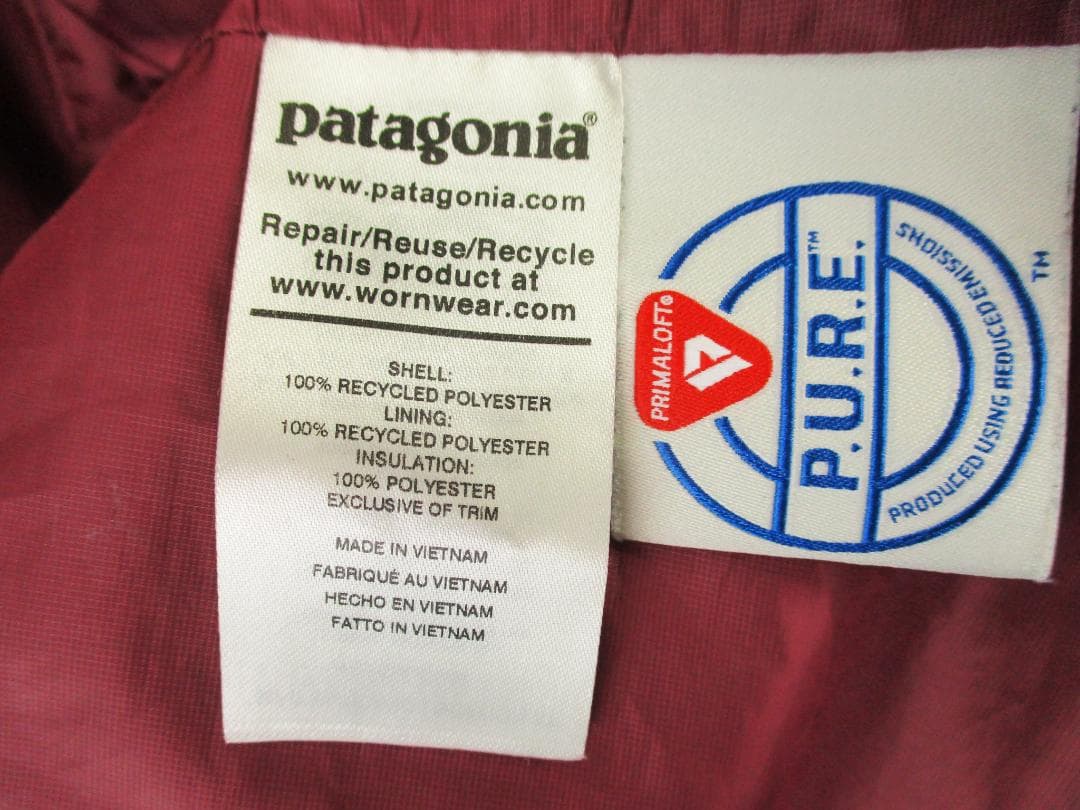 patagonia®
www.patagonia.com
Repair/Reuse/Recycle
this product at
www.wornwear.com
SHELL:
100% RECYCLED POLYESTER
LINING:
100% RECYCLED POLYESTER
INSULATION:
100% POLYESTER
EXCLUSIVE OF TRIM
MADE IN VIETNAM
FABRIQUÉ AU VIETNAM
HECHO EN VIETNAM
FATTO IN VIETNAM
PRIMALOFT®
P.U.R.E.™
PRODUCED USING REDUCED EMISSIONS
TM